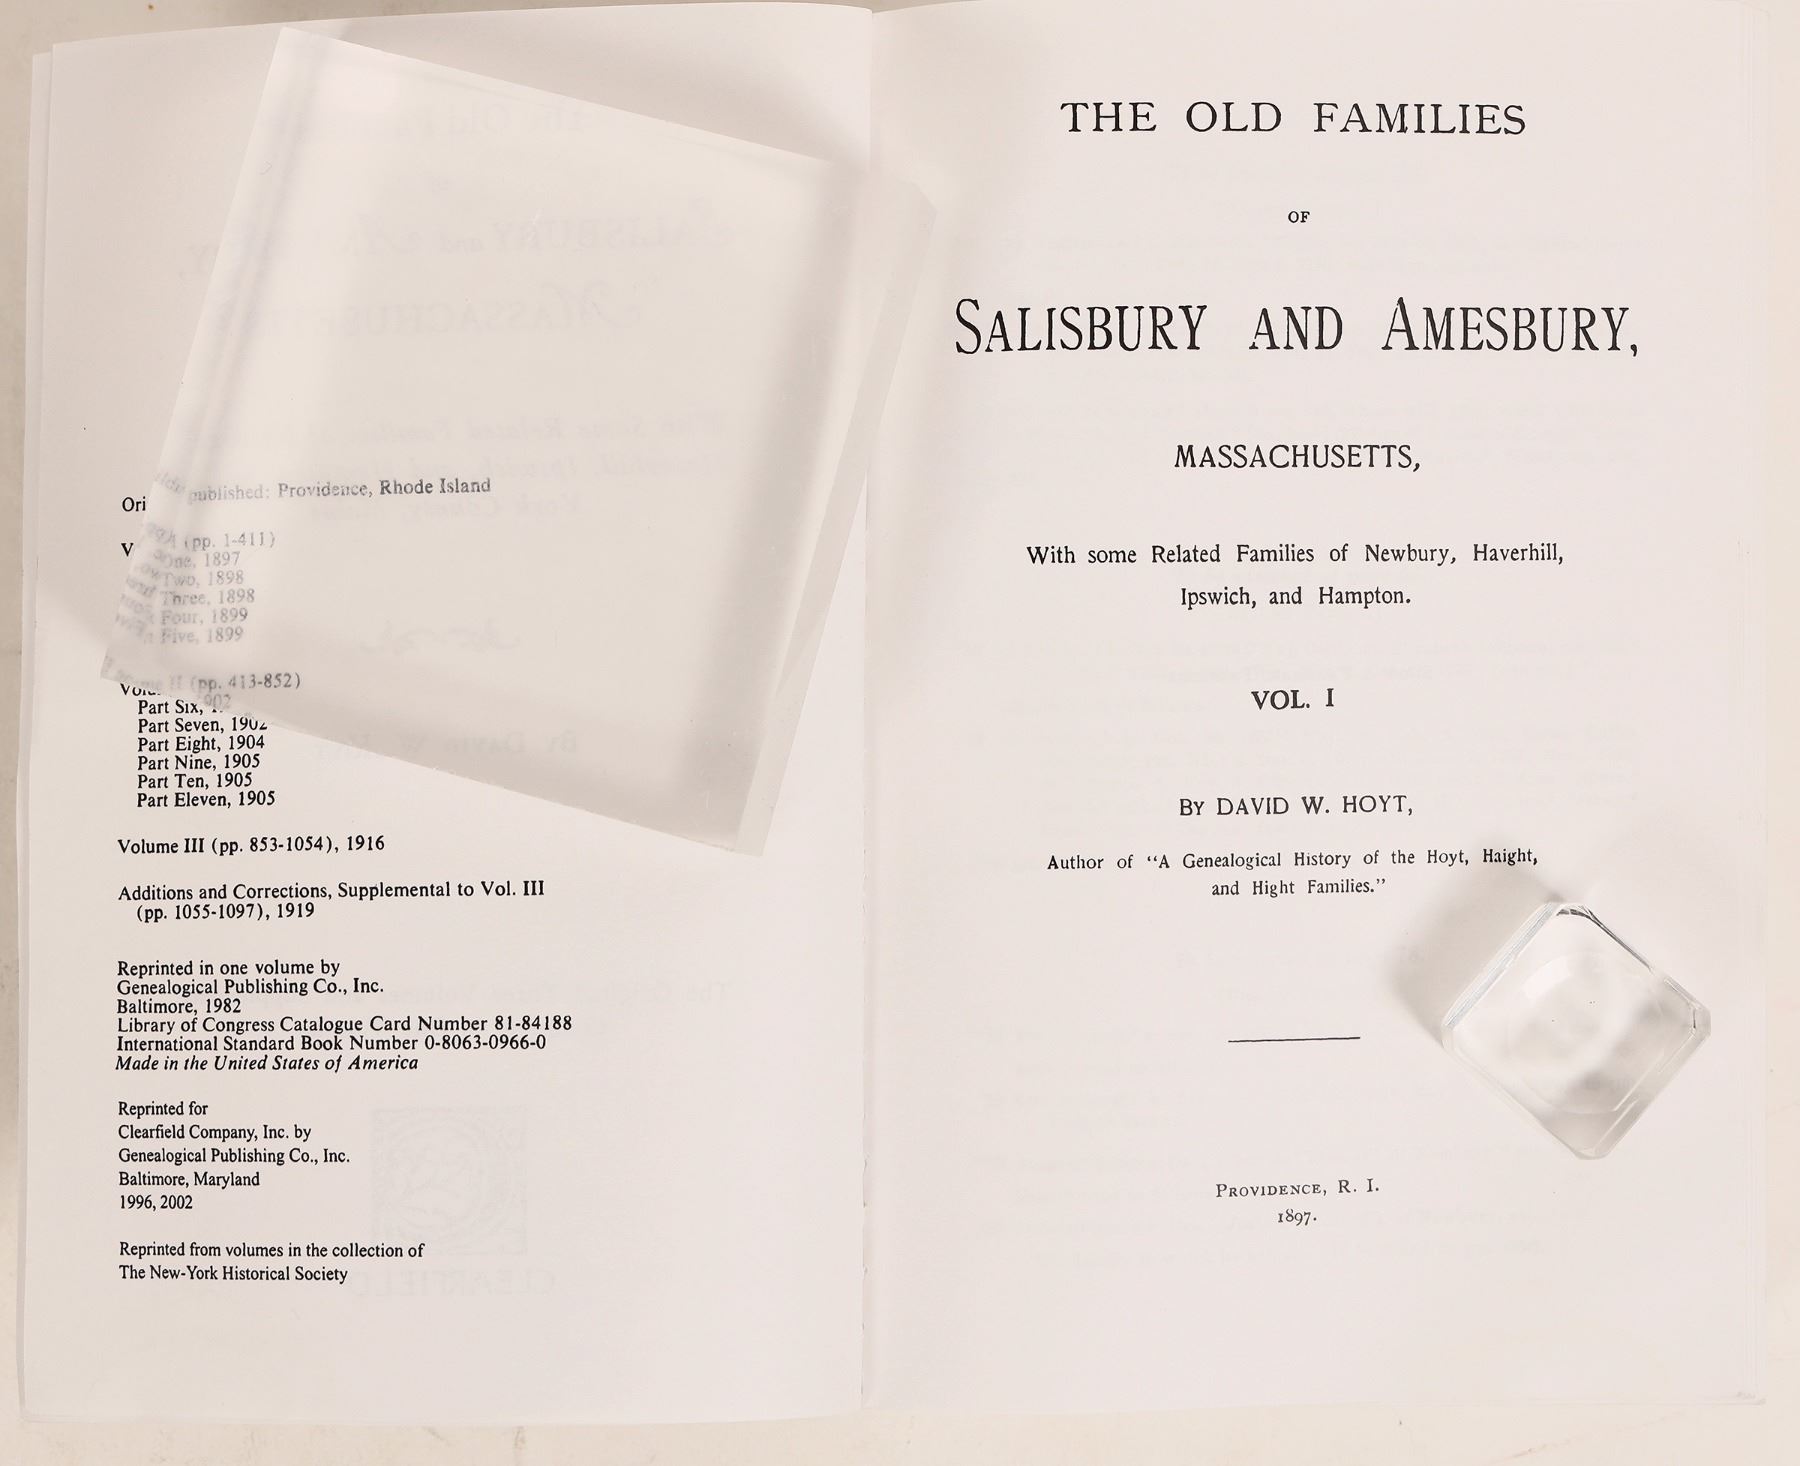 Originally published: Providence, Rhode Island
(pp. 1-411)
One, 1897
Two, 1898
Three, 1898
Four, 1899
Five, 1899
Volume II (pp. 413-852)
Part Six, 1902
Part Seven, 1902
Part Eight, 1904
Part Nine, 1905
Part Ten, 1905
Part Eleven, 1905
Volume III (pp. 853-1054), 1916
Additions and Corrections, Supplemental to Vol. III
(pp. 1055-1097), 1919
Reprinted in one volume by
Genealogical Publishing Co., Inc.
Baltimore, 1982
Library of Congress Catalogue Card Number 81-84188
International Standard Book Number 0-8063-0966-0
Made in the United States of America
Reprinted for
Clearfield Company, Inc. by
Genealogical Publishing Co., Inc.
Baltimore, Maryland
1996, 2002
Reprinted from volumes in the collection of
The New-York Historical Society
THE OLD FAMILIES
OF
SALISBURY AND AMESBURY,
MASSACHUSETTS,
With some Related Families of Newbury, Haverhill,
Ipswich, and Hampton.
VOL. I
BY DAVID W. HOYT,
Author of "A Genealogical History of the Hoyt, Haight,
and Hight Families."
PROVIDENCE, R. I.
1897.